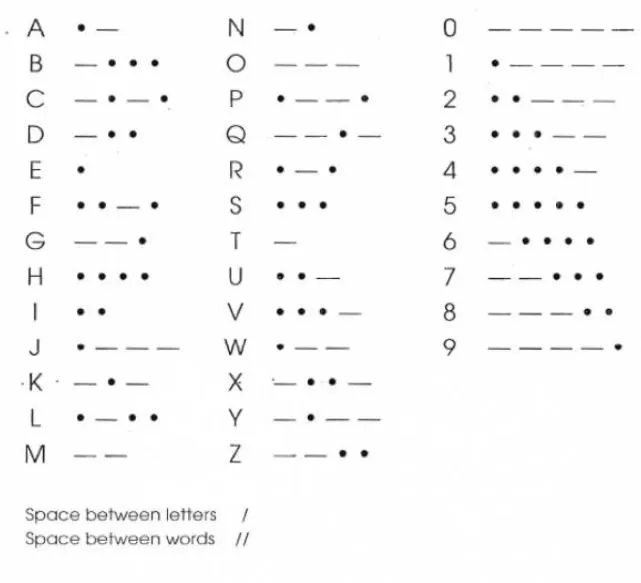 A • — N — • 0 — — — — —
B — • • • O — — — 1 • — — — —
C — • — • P • — — • 2 • • — — —
D — • • Q — — • — 3 • • • — —
E • R • — • 4 • • • • —
F • • — • S • • • 5 • • • • •
G — — • T — 6 — • • • •
H • • • • U • • — 7 — — • • •
I • • V • • • — 8 — — — • •
J • — — — W • — — 9 — — — — •
K — • — X — • • —
L • — • • Y — • — —
M — — Z — — • •
Space between letters /
Space between words //